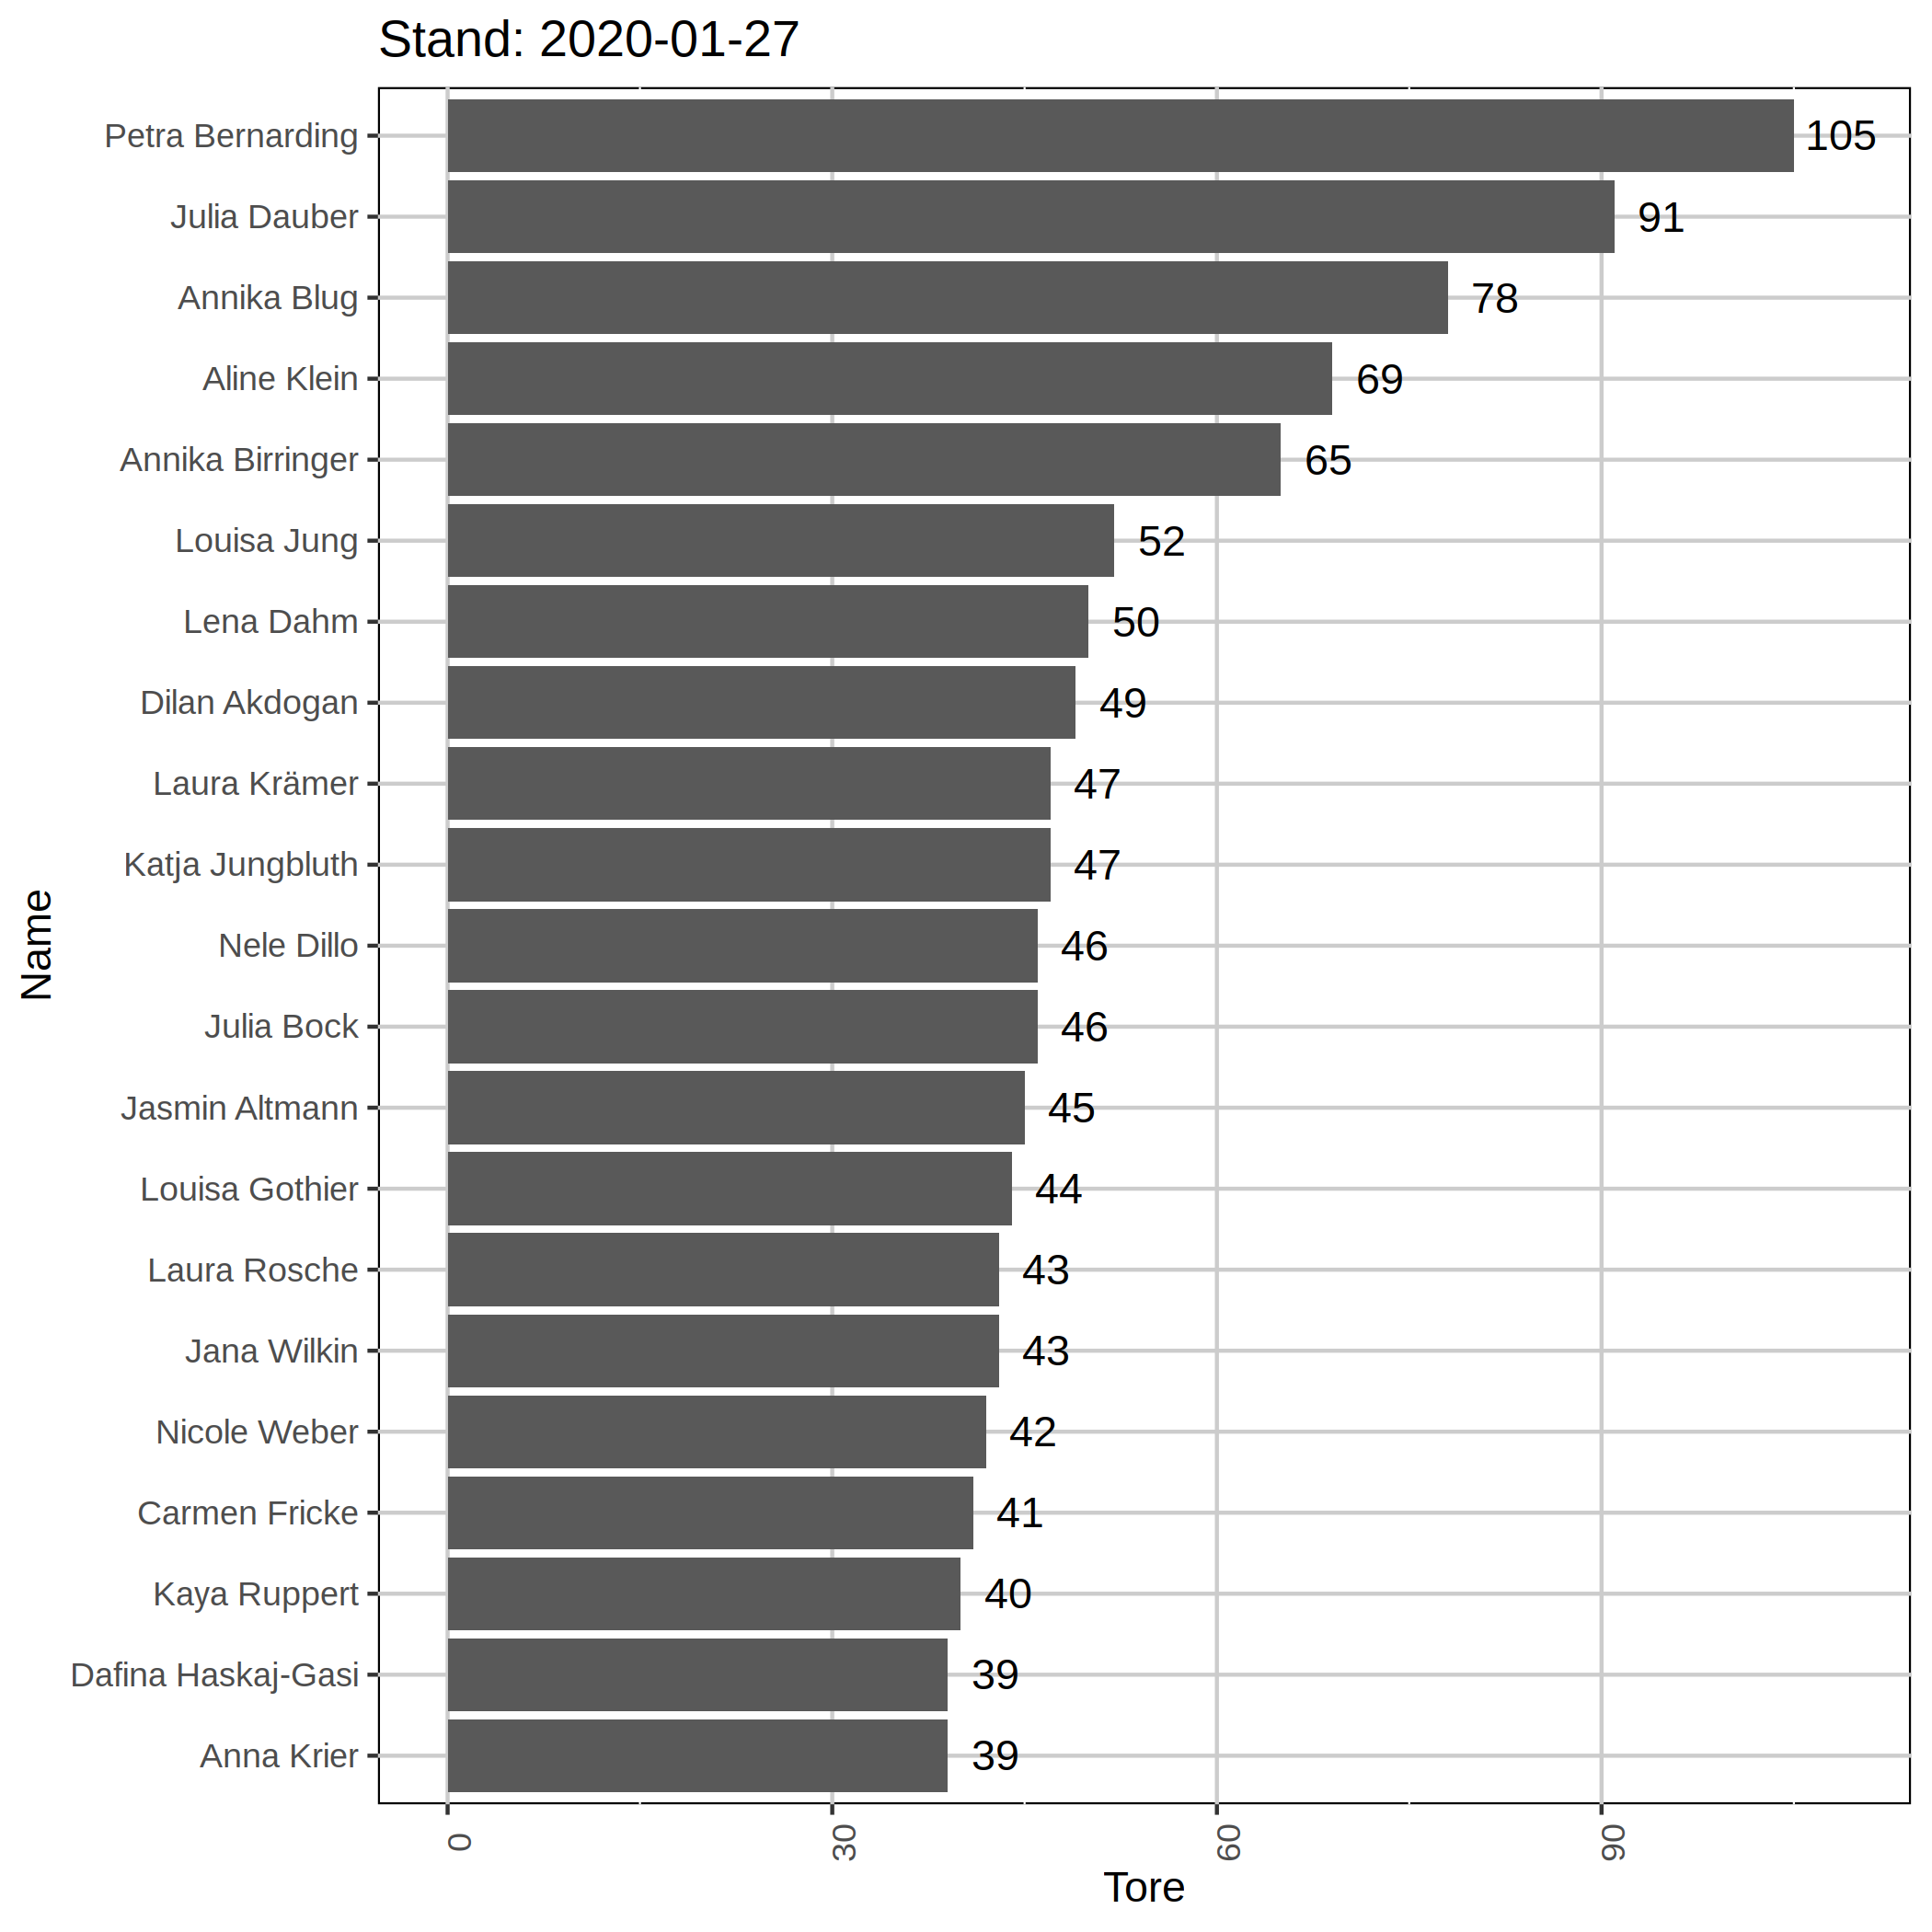 Stand: 2020-01-27
Petra Bernarding 105
Julia Dauber 91
Annika Blug 78
Aline Klein 69
Annika Birringer 65
Louisa Jung 52
Lena Dahm 50
Dilan Akdogan 49
Laura Krämer 47
Katja Jungbluth 47
Nele Dillo 46
Julia Bock 46
Jasmin Altmann 45
Louisa Gothier 44
Laura Rosche 43
Jana Wilkin 43
Nicole Weber 42
Carmen Fricke 41
Kaya Ruppert 40
Dafina Haskaj-Gasi 39
Anna Krier 39
Name
0 30 60 90
Tore